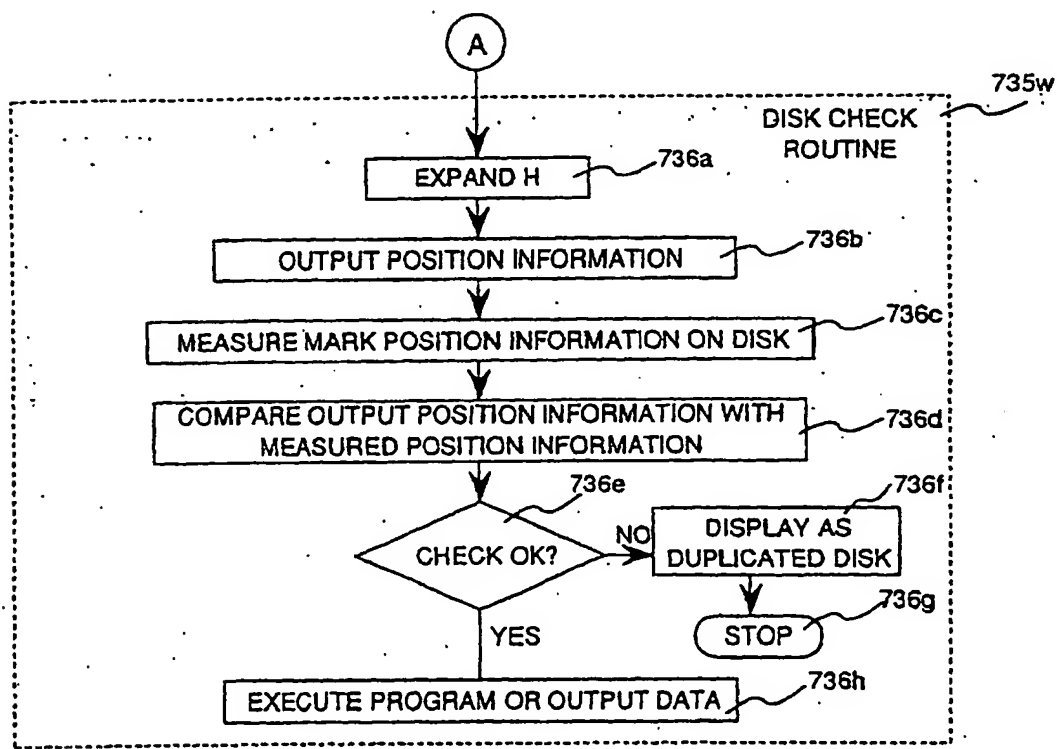 A
735w
DISK CHECK
ROUTINE
736a
EXPAND H
736b
OUTPUT POSITION INFORMATION
736c
MEASURE MARK POSITION INFORMATION ON DISK
COMPARE OUTPUT POSITION INFORMATION WITH
MEASURED POSITION INFORMATION
736d
736e
736f
CHECK OK?
NO
DISPLAY AS
DUPLICATED DISK
736g
STOP
YES
736h
EXECUTE PROGRAM OR OUTPUT DATA